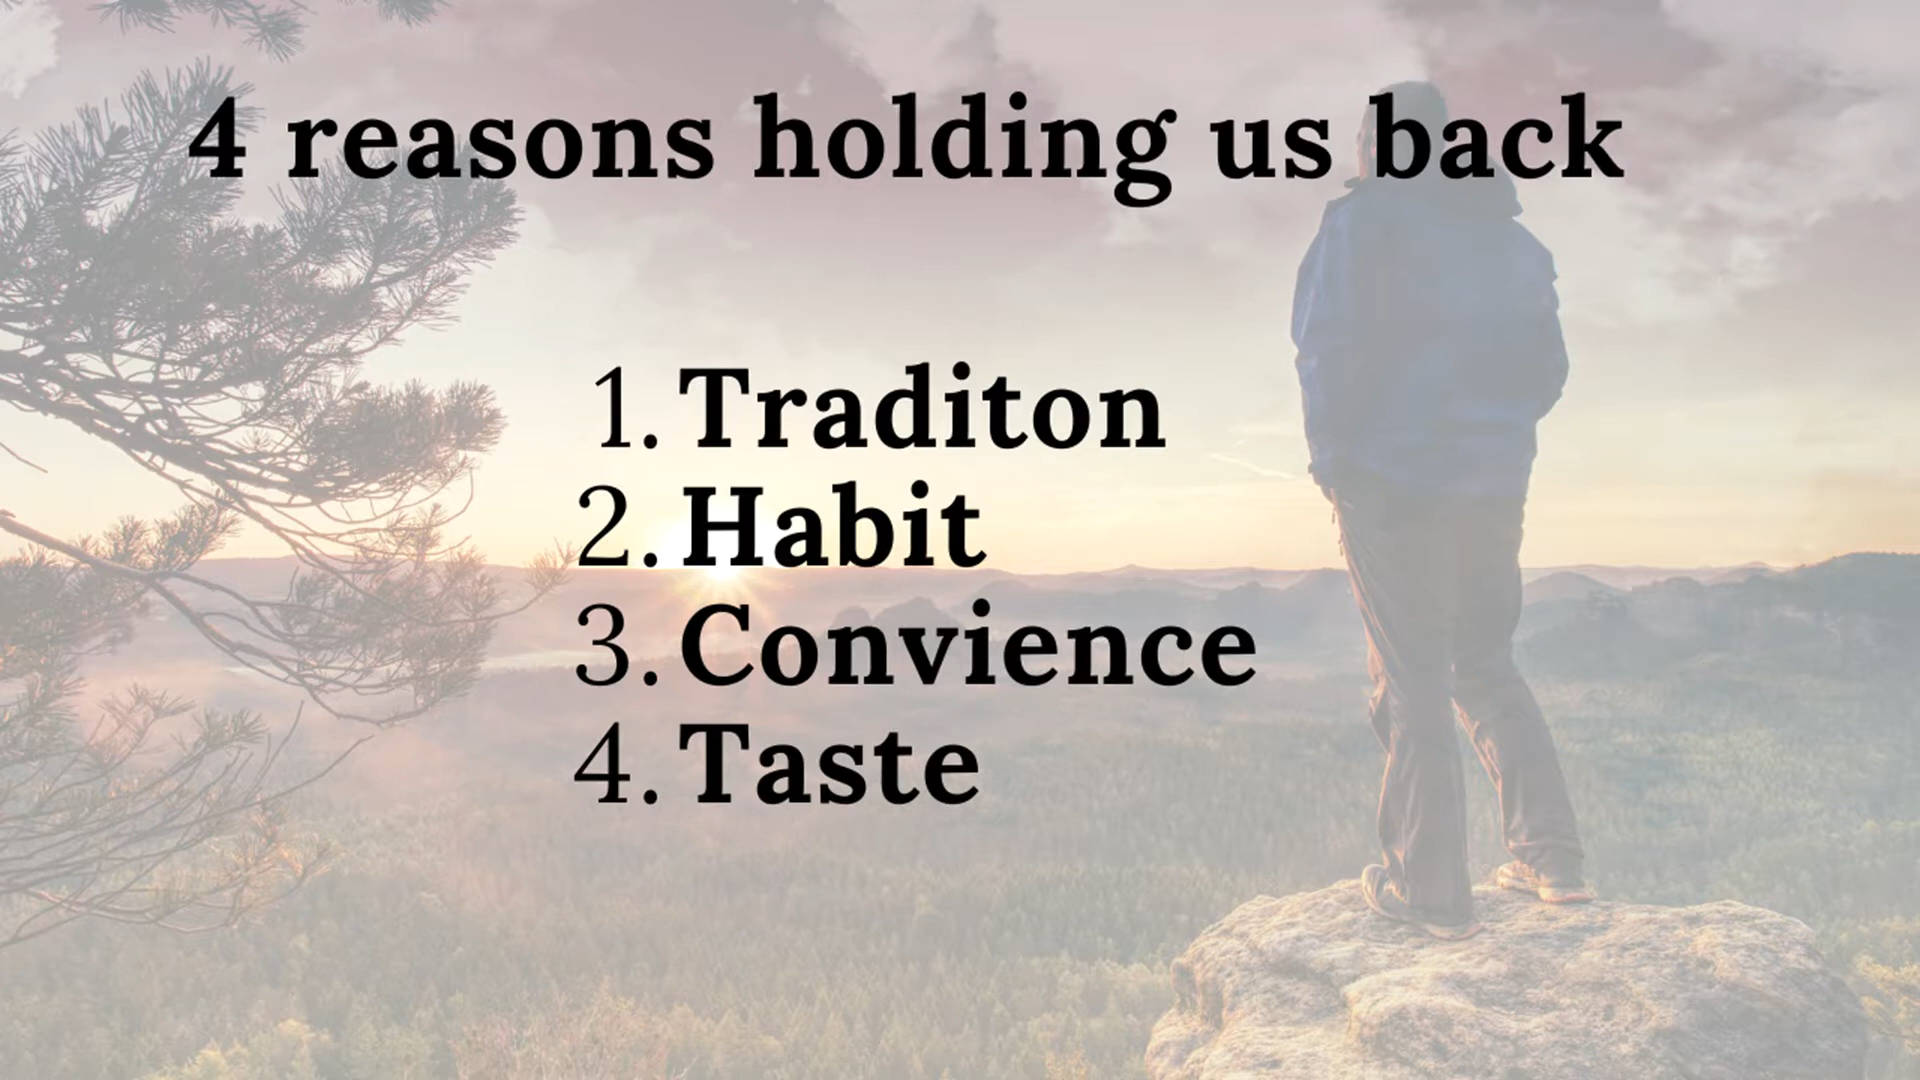 4 reasons holding us back
1. Traditon
2. Habit
3. Convience
4. Taste